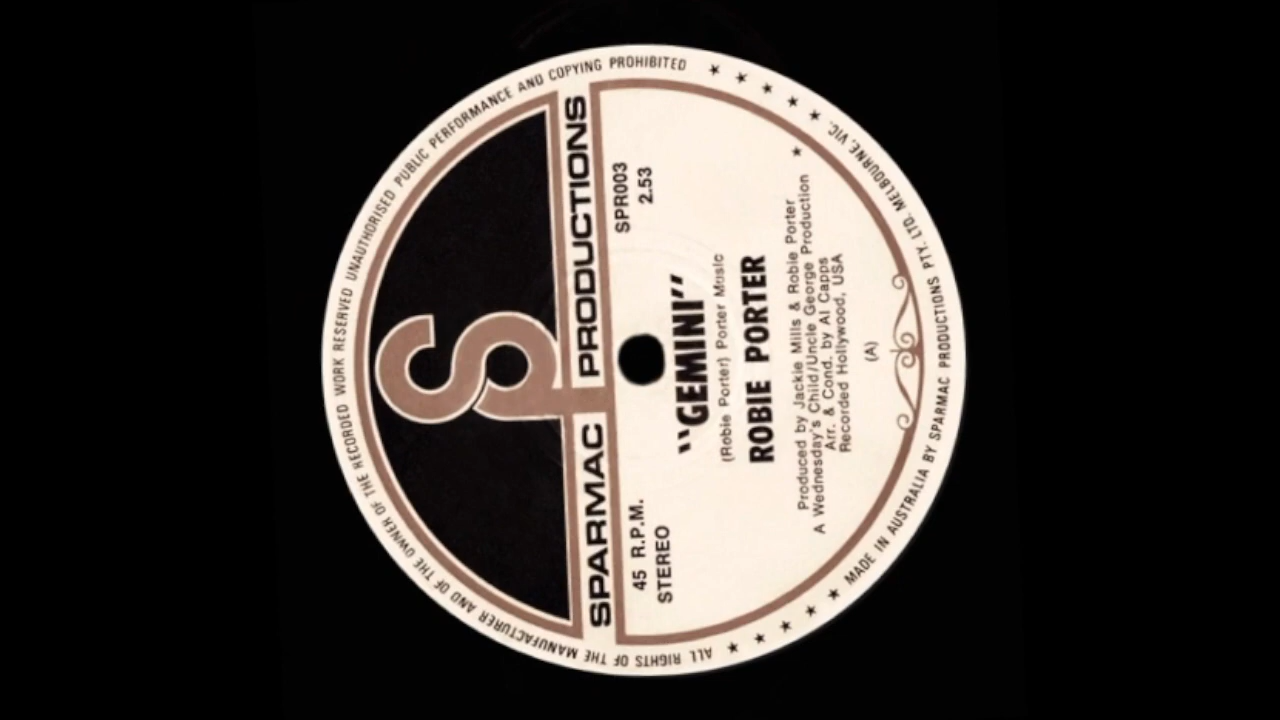 ALL RIGHTS OF THE MANUFACTURER AND OF THE OWNER OF THE RECORDED WORK RESERVED UNAUTHORISED PUBLIC PERFORMANCE AND COPYING PROHIBITED
SP
SPARMAC PRODUCTIONS
45 R.P.M.
STEREO
SPR003
2.53
"GEMINI"
(Robie Porter) Porter Music
ROBIE PORTER
Produced by Jackie Mills & Robie Porter
A Wednesday's Child/Uncle George Production
Arr. & Cond. by Al Capps
Recorded Hollywood, USA
(A)
MADE IN AUSTRALIA BY SPARMAC PRODUCTIONS PTY. LTD. MELBOURNE, VIC.